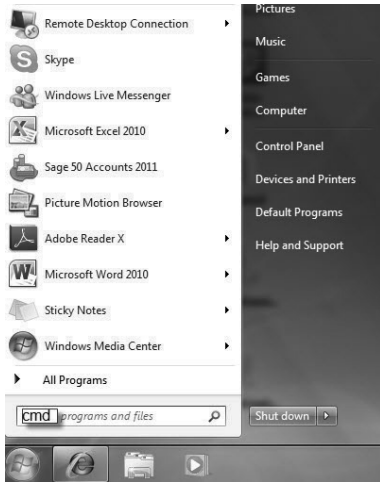 Remote Desktop Connection
Skype
Windows Live Messenger
Microsoft Excel 2010
Sage 50 Accounts 2011
Picture Motion Browser
Adobe Reader X
Microsoft Word 2010
Sticky Notes
Windows Media Center
All Programs
cmd programs and files
Pictures
Music
Games
Computer
Control Panel
Devices and Printers
Default Programs
Help and Support
Shut down